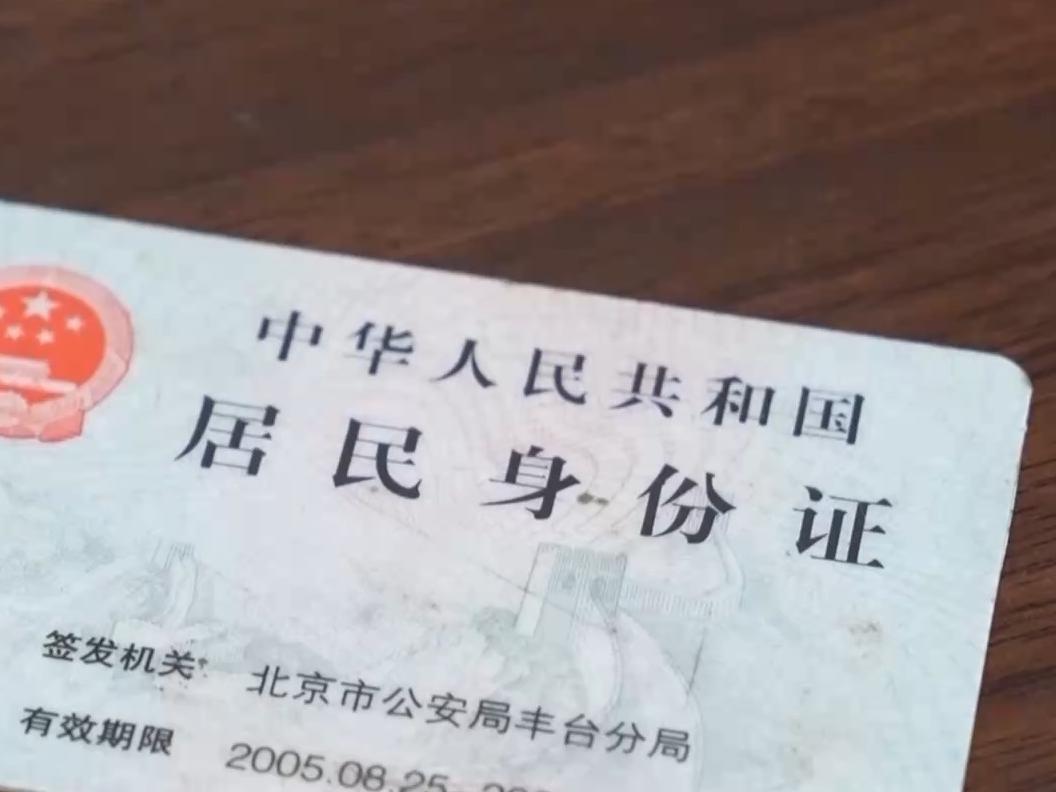 中华人民共和国
居民身份证
签发机关 北京市公安局丰台分局
有效期限 2005.08.25-20